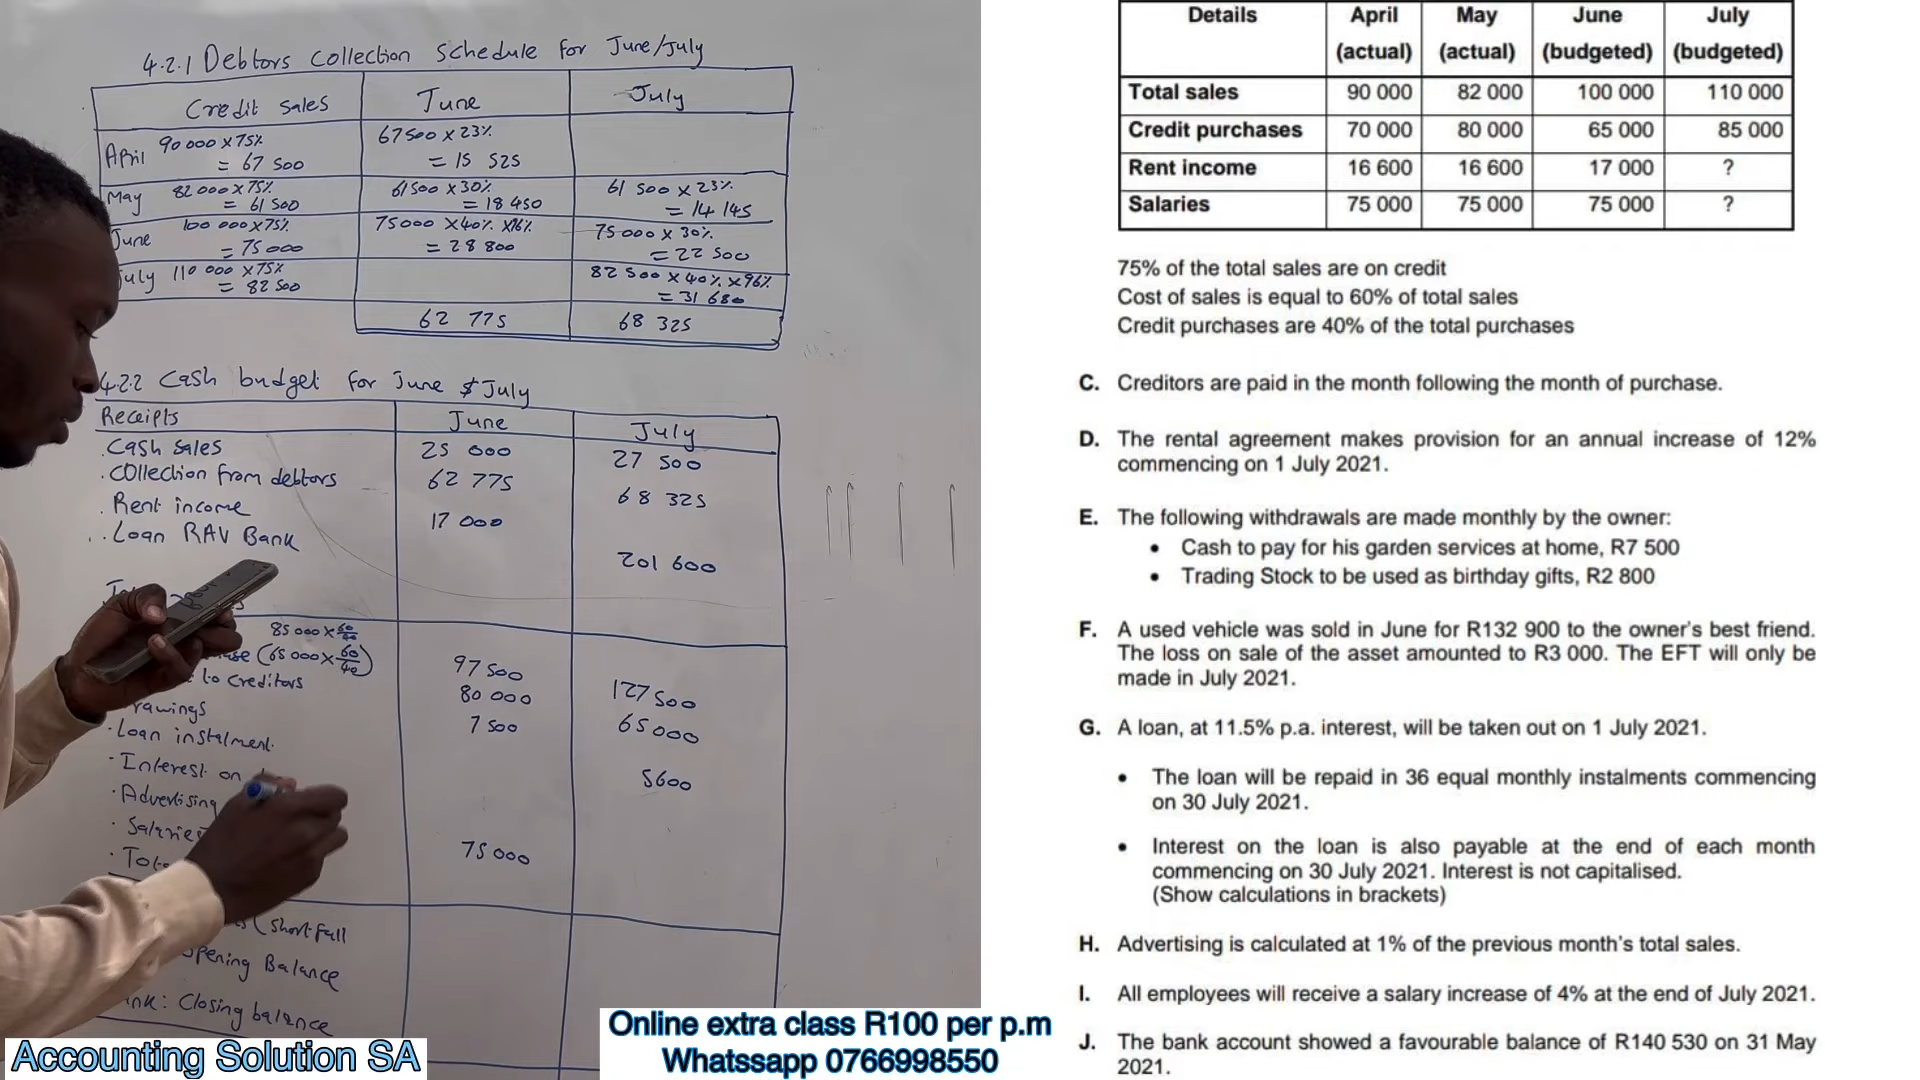 4.2.1 Debtors collection schedule for June/July
Credit sales June July
April 90 000 x 75% 67500 x 23%
= 67 500 = 15 525
May 82 000 x 75% 61500 x 30% 61 500 x 23%
= 61 500 = 18 450 = 14 145
June 100 000 x 75% 75000 x 40% x 96% 75 000 x 30%
= 75 000 = 28 800 = 22 500
July 110 000 x 75% 82 500 x 40% x 96%
= 82 500 = 31 680
62 775 68 325
4.2.2 Cash budget for June & July
Receipts June July
Cash sales 25 000 27 500
Collection from debtors 62 775 68 325
Rent income 17 000
Loan RAV Bank 201 600
85 000 x 60/40
(65 000 x 60/40) 97 500 127 500
to creditors 80 000 65 000
7 500
Loan instalment 5600
Interest on
Advertising
75 000
Short fall
Opening Balance
Closing balance
Details April (actual) May (actual) June (budgeted) July (budgeted)
Total sales 90 000 82 000 100 000 110 000
Credit purchases 70 000 80 000 65 000 85 000
Rent income 16 600 16 600 17 000 ?
Salaries 75 000 75 000 75 000 ?
75% of the total sales are on credit
Cost of sales is equal to 60% of total sales
Credit purchases are 40% of the total purchases
C. Creditors are paid in the month following the month of purchase.
D. The rental agreement makes provision for an annual increase of 12%
commencing on 1 July 2021.
E. The following withdrawals are made monthly by the owner:
• Cash to pay for his garden services at home, R7 500
• Trading Stock to be used as birthday gifts, R2 800
F. A used vehicle was sold in June for R132 900 to the owner's best friend.
The loss on sale of the asset amounted to R3 000. The EFT will only be
made in July 2021.
G. A loan, at 11.5% p.a. interest, will be taken out on 1 July 2021.
• The loan will be repaid in 36 equal monthly instalments commencing
on 30 July 2021.
• Interest on the loan is also payable at the end of each month
commencing on 30 July 2021. Interest is not capitalised.
(Show calculations in brackets)
H. Advertising is calculated at 1% of the previous month's total sales.
I. All employees will receive a salary increase of 4% at the end of July 2021.
J. The bank account showed a favourable balance of R140 530 on 31 May
2021.
Accounting Solution SA
Online extra class R100 per p.m
Whatssapp 0766998550